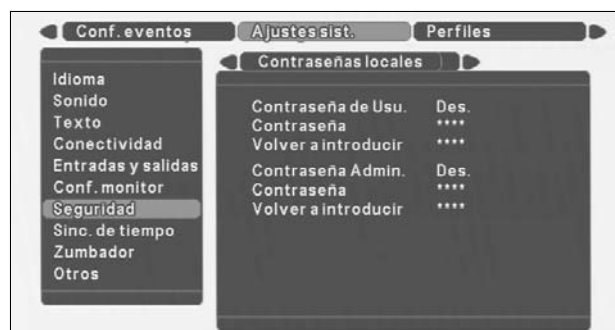 Conf. eventos
Ajustes sist.
Perfiles
Contraseñas locales
Idioma
Sonido
Texto
Conectividad
Entradas y salidas
Conf. monitor
Seguridad
Sinc. de tiempo
Zumbador
Otros
Contraseña de Usu. Des.
Contraseña ****
Volver a introducir ****
Contraseña Admin. Des.
Contraseña ****
Volver a introducir ****